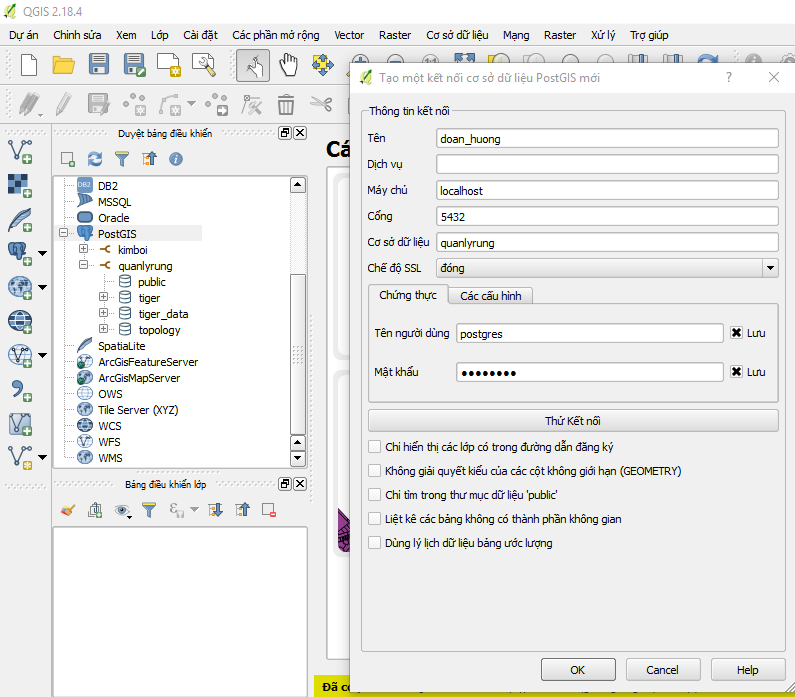 QGIS 2.18.4
Dự án Chỉnh sửa Xem Lớp Cài đặt Các phần mở rộng Vector Raster Cơ sở dữ liệu Mạng Raster Xử lý Trợ giúp
Duyệt bảng điều khiển
DB2
MSSQL
Oracle
PostGIS
kimboi
quanlyrung
public
tiger
tiger_data
topology
SpatiaLite
ArcGisFeatureServer
ArcGisMapServer
OWS
Tile Server (XYZ)
WCS
WFS
WMS
Bảng điều khiển lớp
Tạo một kết nối cơ sở dữ liệu PostGIS mới
Thông tin kết nối
Tên doan_huong
Dịch vụ
Máy chủ localhost
Cổng 5432
Cơ sở dữ liệu quanlyrung
Chế độ SSL đóng
Chứng thực Các cấu hình
Tên người dùng postgres Lưu
Mật khẩu ●●●●●●●● Lưu
Thử Kết nối
Chỉ hiển thị các lớp có trong đường dẫn đăng ký
Không giải quyết kiểu của các cột không giới hạn (GEOMETRY)
Chỉ tìm trong thư mục dữ liệu 'public'
Liệt kê các bảng không có thành phần không gian
Dùng lý lịch dữ liệu bảng ước lượng
OK Cancel Help